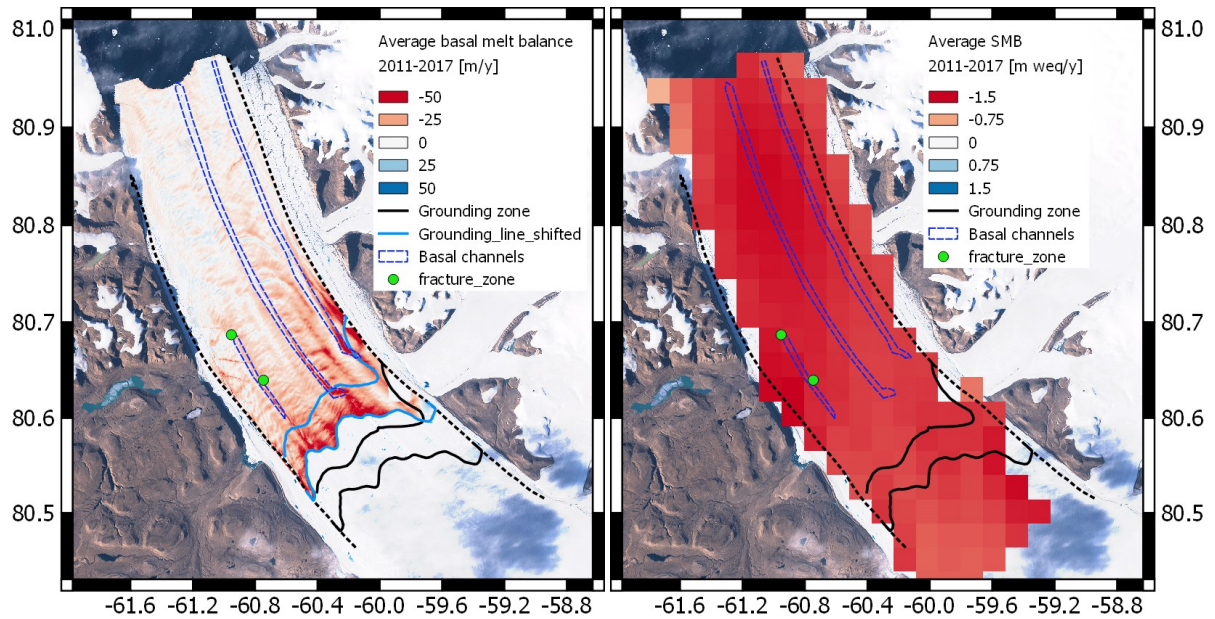 81.0
80.9
80.8
80.7
80.6
80.5
Average basal melt balance
2011-2017 [m/y]
-50
-25
0
25
50
Grounding zone
Grounding_line_shifted
Basal channels
fracture_zone
-61.6 -61.2 -60.8 -60.4 -60.0 -59.6 -59.2 -58.8
Average SMB
2011-2017 [m weq/y]
-1.5
-0.75
0
0.75
1.5
Grounding zone
Basal channels
fracture_zone
81.0
80.9
80.8
80.7
80.6
80.5
-61.6 -61.2 -60.8 -60.4 -60.0 -59.6 -59.2 -58.8